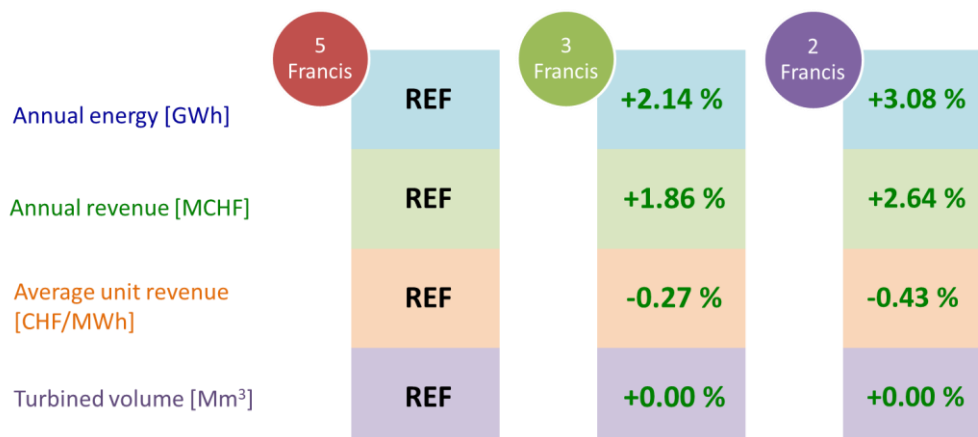 5
Francis
3
Francis
2
Francis
Annual energy [GWh]
REF
+2.14 %
+3.08 %
Annual revenue [MCHF]
REF
+1.86 %
+2.64 %
Average unit revenue
[CHF/MWh]
REF
-0.27 %
-0.43 %
Turbined volume [Mm³]
REF
+0.00 %
+0.00 %